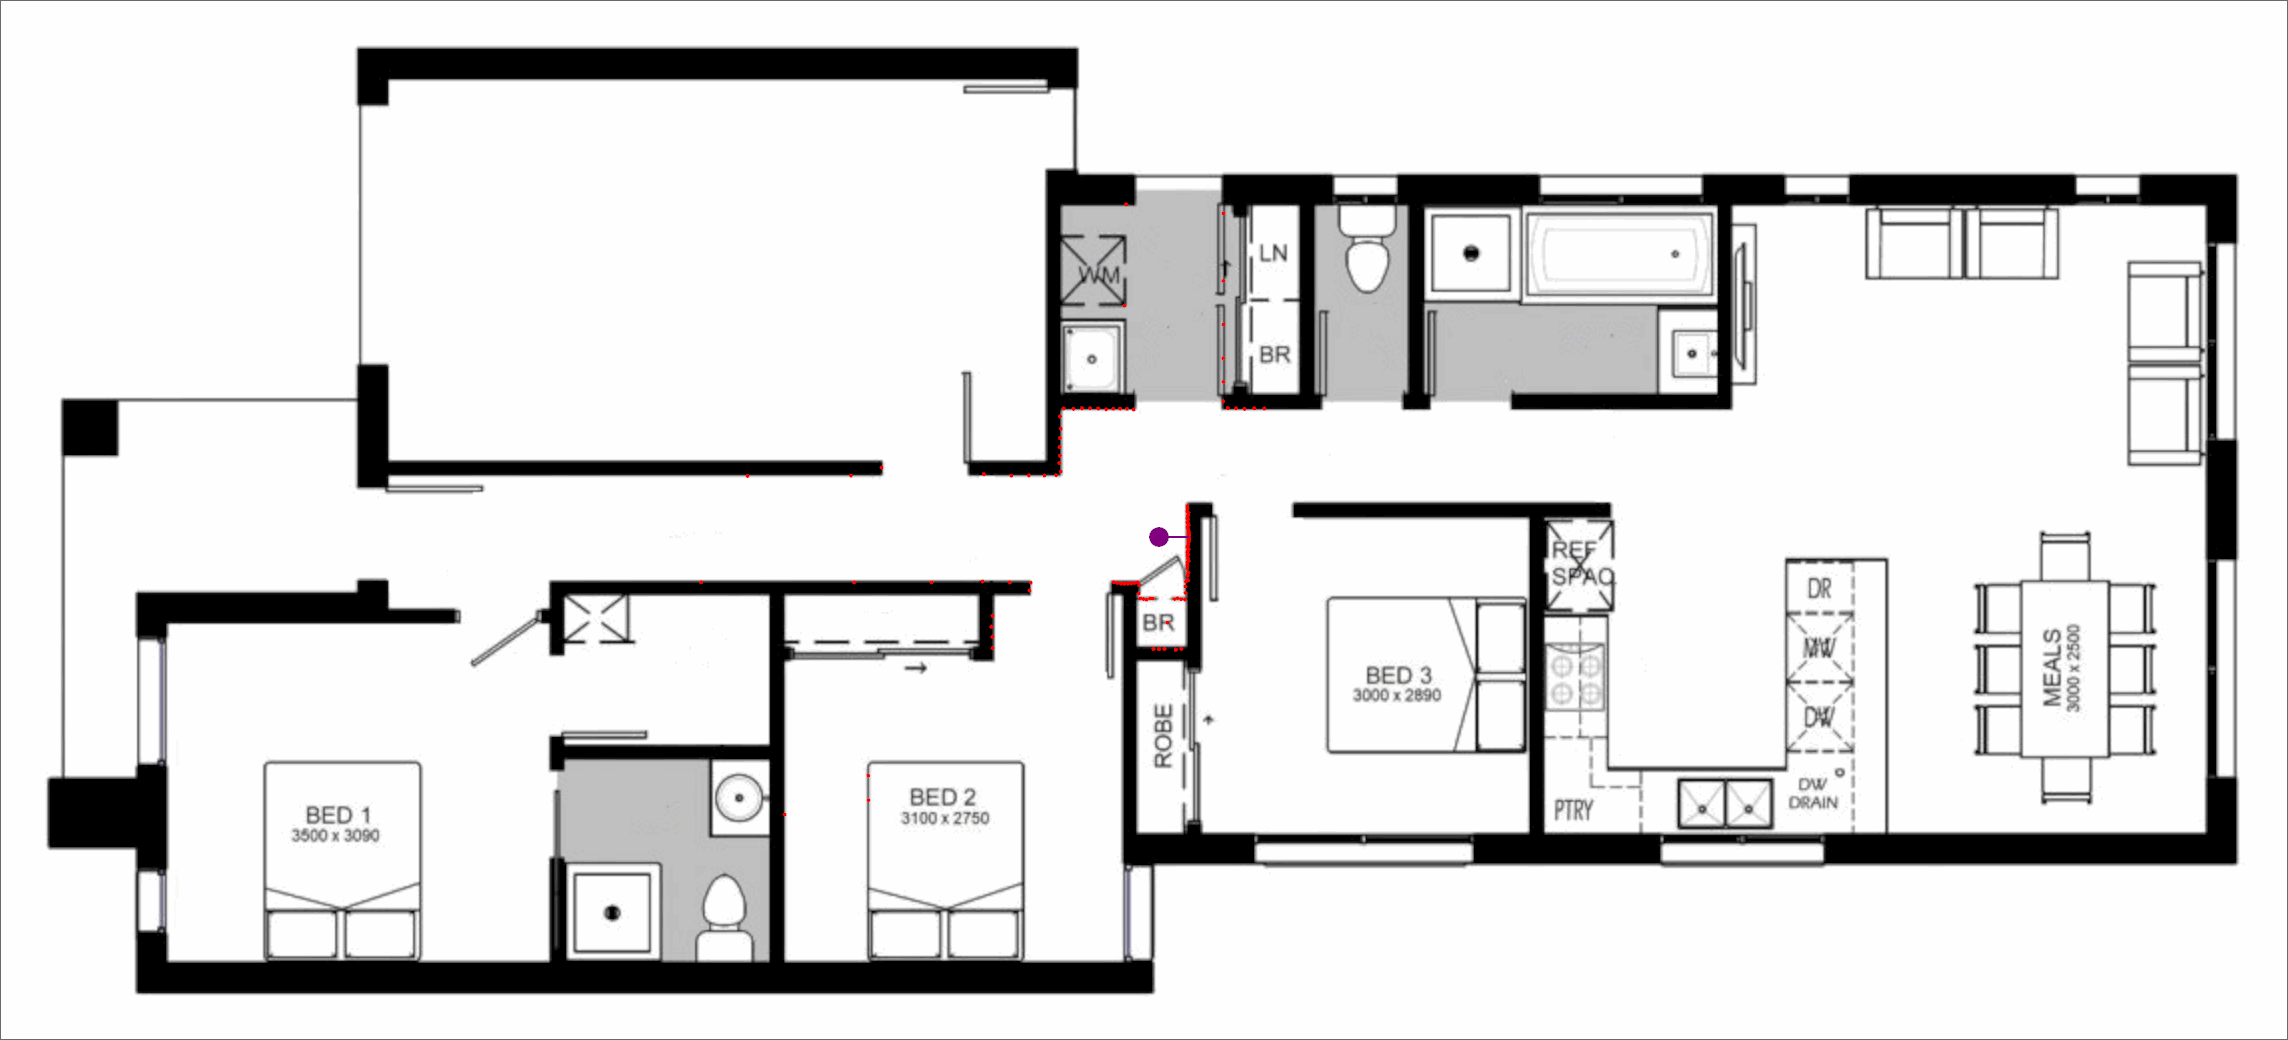 WM
LN
BR
REF
SPAC
DR
MW
DW
DW
DRAIN
PTRY
MEALS
3000 x 2500
BR
ROBE
BED 3
3000 x 2890
BED 1
3500 x 3090
BED 2
3100 x 2750